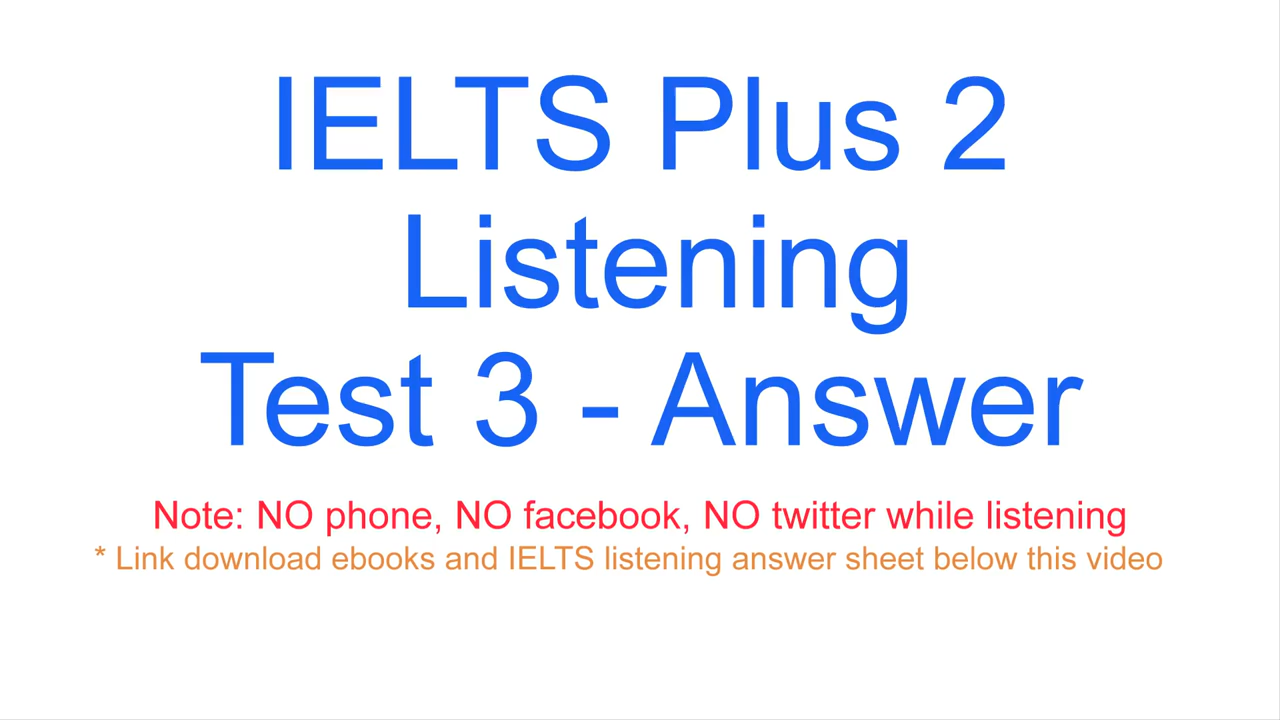 IELTS Plus 2
Listening
Test 3 - Answer
Note: NO phone, NO facebook, NO twitter while listening
* Link download ebooks and IELTS listening answer sheet below this video